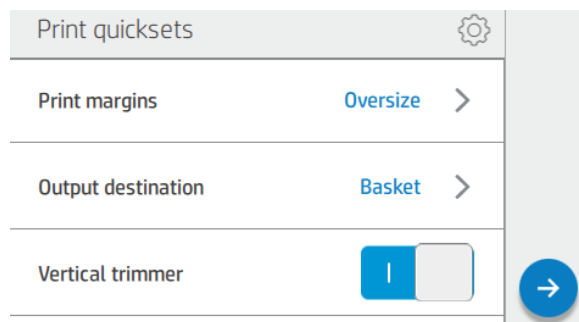 Print quicksets
Print margins Oversize
Output destination Basket
Vertical trimmer